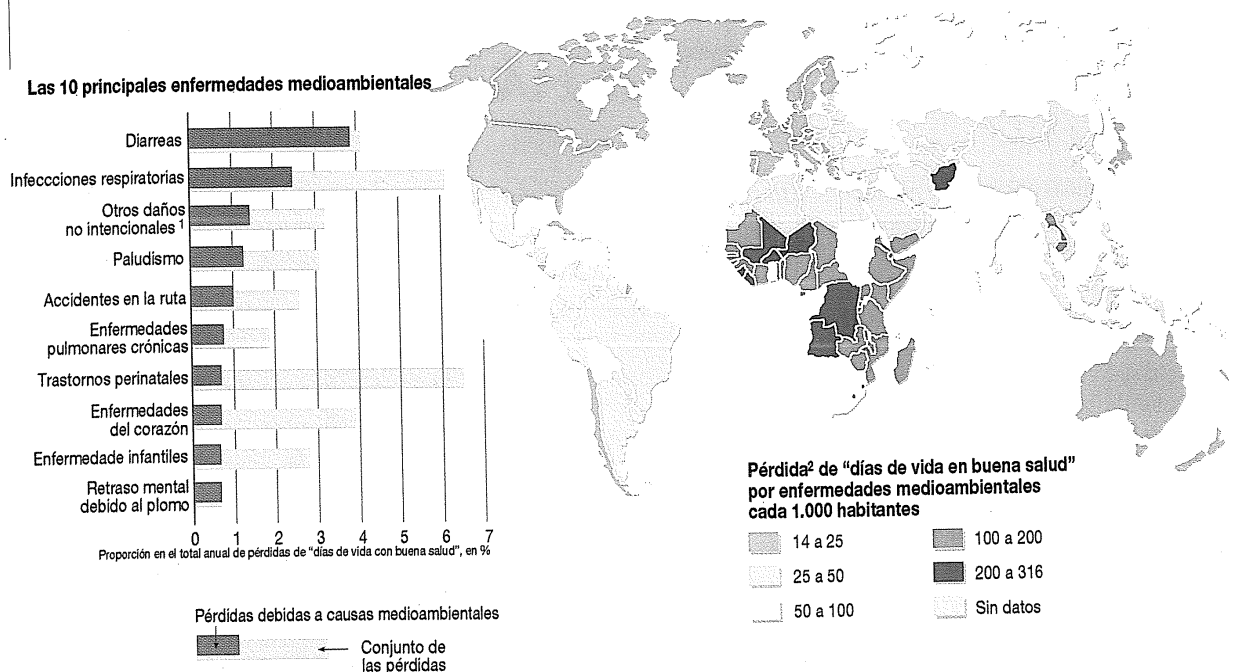 Las 10 principales enfermedades medioambientales
Diarreas
Infeccciones respiratorias
Otros daños
no intencionales 1
Paludismo
Accidentes en la ruta
Enfermedades
pulmonares crónicas
Trastornos perinatales
Enfermedades
del corazón
Enfermedade infantiles
Retraso mental
debido al plomo
0 1 2 3 4 5 6 7
Proporción en el total anual de pérdidas de "días de vida con buena salud", en %
Pérdidas debidas a causas medioambientales
Conjunto de
las pérdidas
Pérdida2 de "días de vida en buena salud"
por enfermedades medioambientales
cada 1.000 habitantes
14 a 25
25 a 50
50 a 100
100 a 200
200 a 316
Sin datos